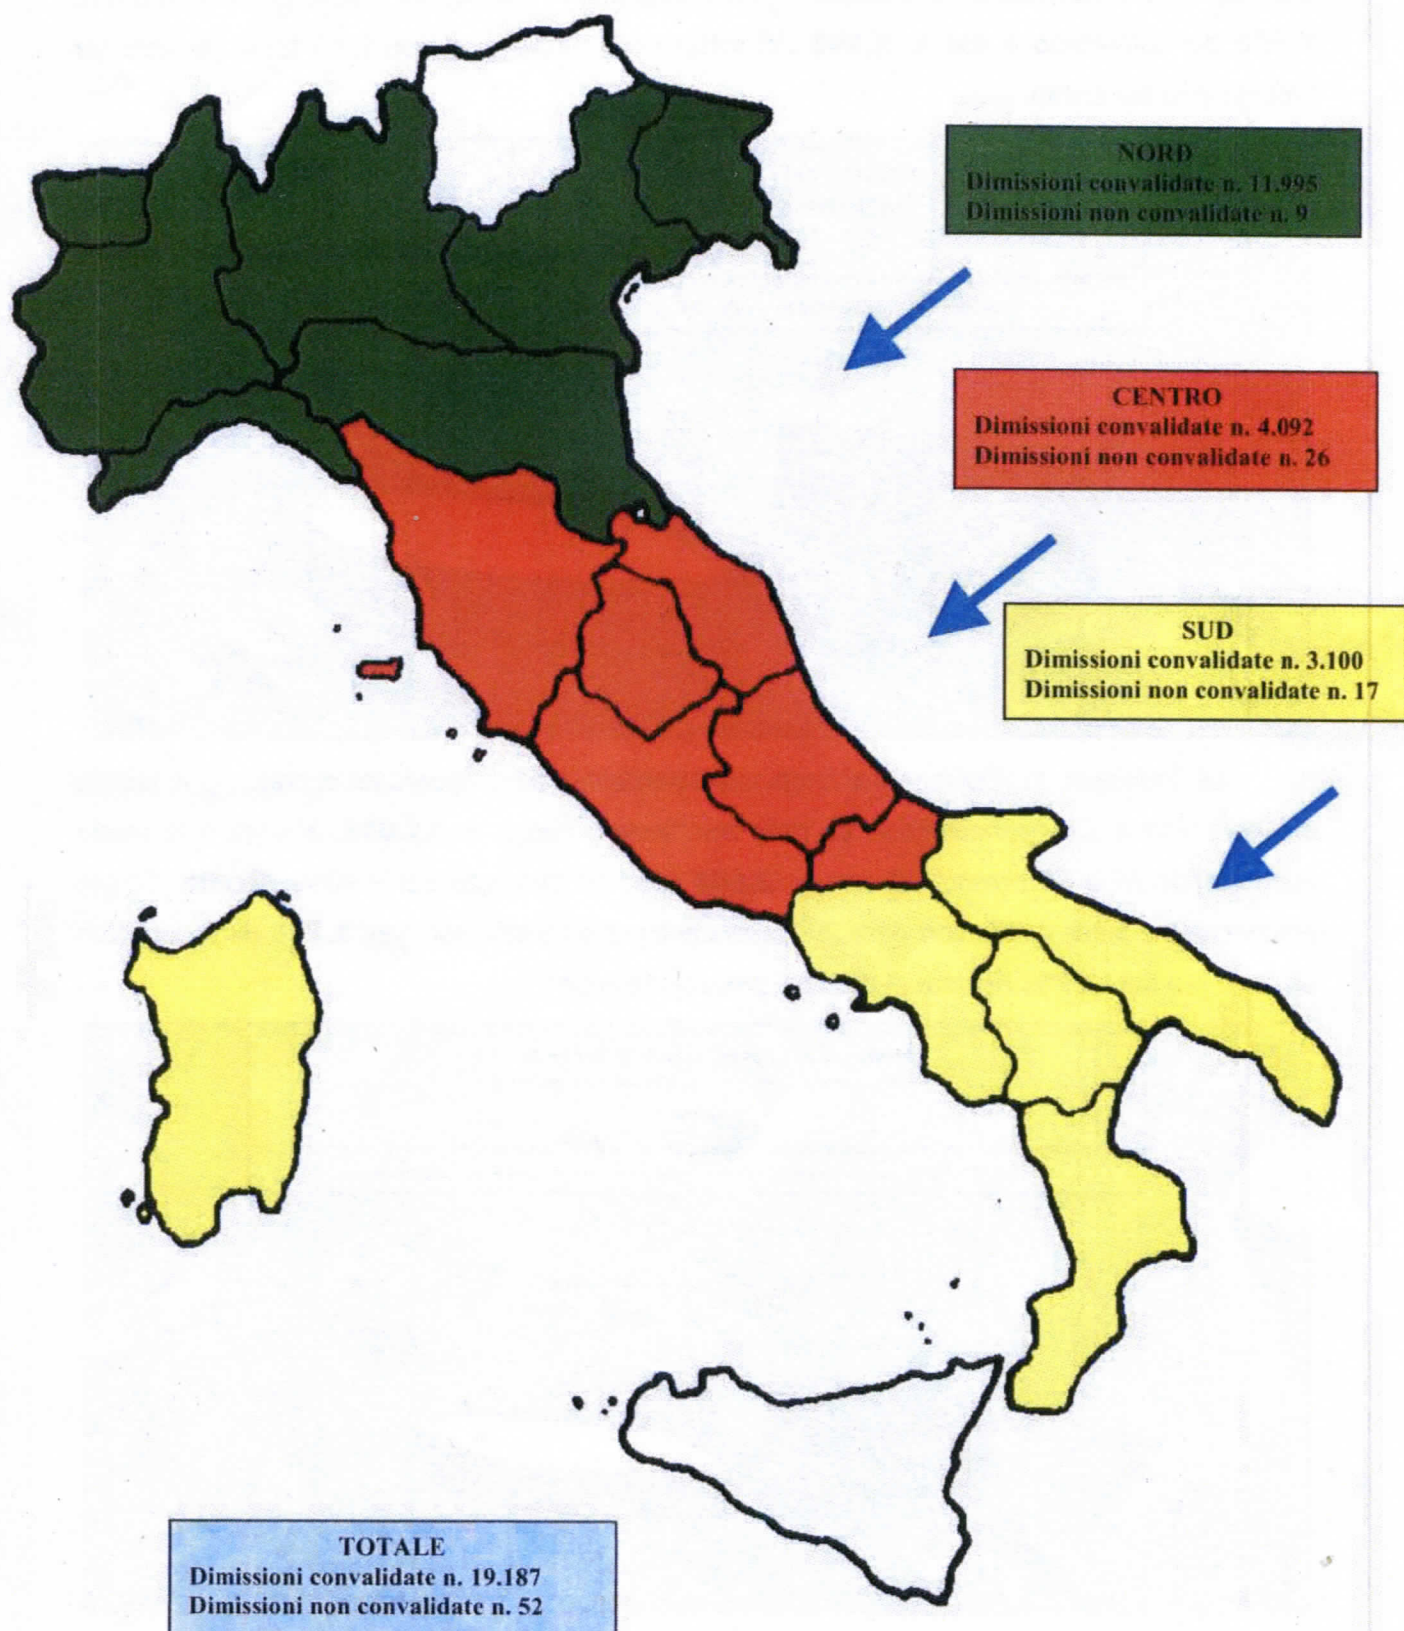 NORD
Dimissioni convalidate n. 11.995
Dimissioni non convalidate n. 9
CENTRO
Dimissioni convalidate n. 4.092
Dimissioni non convalidate n. 26
SUD
Dimissioni convalidate n. 3.100
Dimissioni non convalidate n. 17
TOTALE
Dimissioni convalidate n. 19.187
Dimissioni non convalidate n. 52